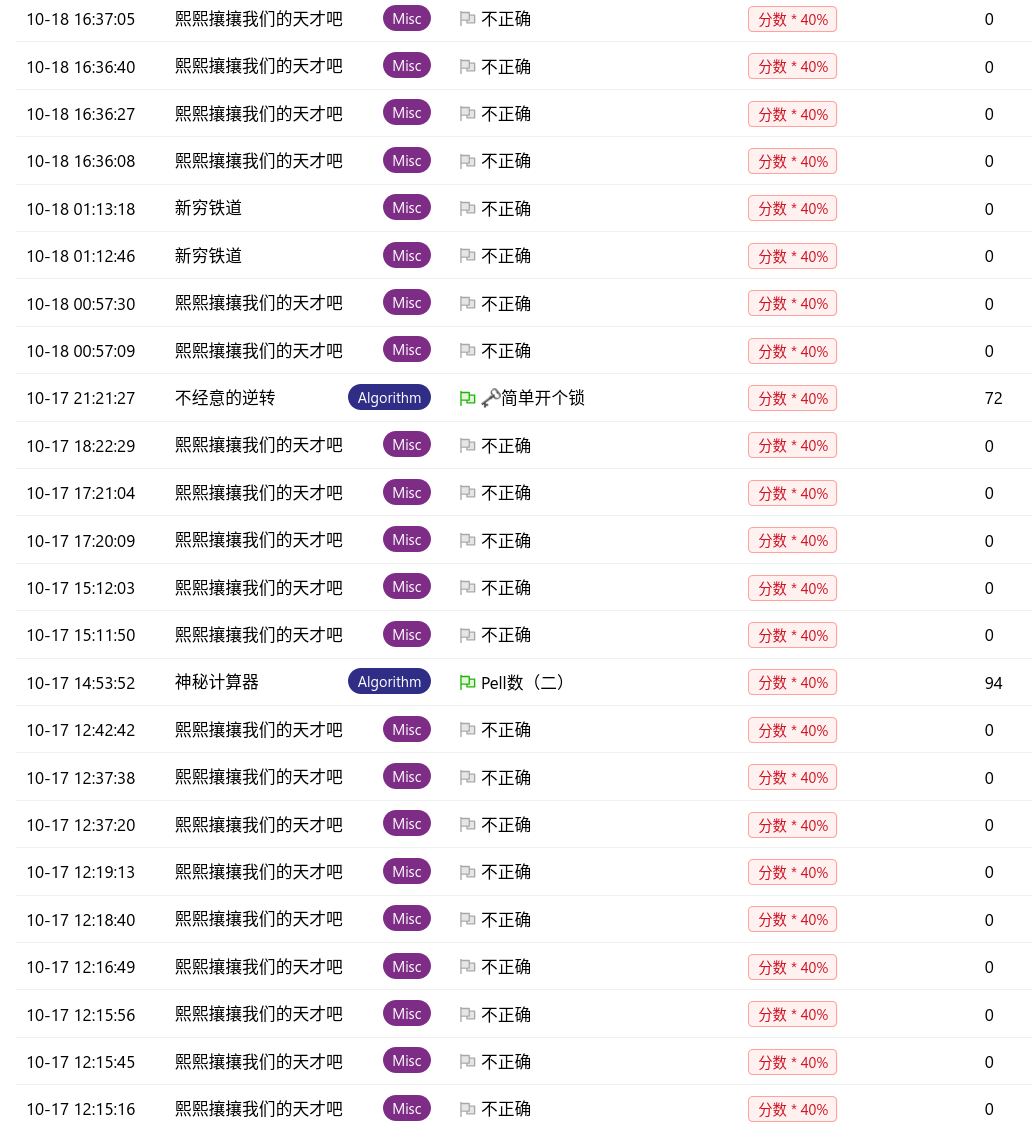 10-18 16:37:05 熙熙攘攘我们的天才吧 Misc 不正确 分数 * 40% 0
10-18 16:36:40 熙熙攘攘我们的天才吧 Misc 不正确 分数 * 40% 0
10-18 16:36:27 熙熙攘攘我们的天才吧 Misc 不正确 分数 * 40% 0
10-18 16:36:08 熙熙攘攘我们的天才吧 Misc 不正确 分数 * 40% 0
10-18 01:13:18 新穷铁道 Misc 不正确 分数 * 40% 0
10-18 01:12:46 新穷铁道 Misc 不正确 分数 * 40% 0
10-18 00:57:30 熙熙攘攘我们的天才吧 Misc 不正确 分数 * 40% 0
10-18 00:57:09 熙熙攘攘我们的天才吧 Misc 不正确 分数 * 40% 0
10-17 21:21:27 不经意的逆转 Algorithm 🗝简单开个锁 分数 * 40% 72
10-17 18:22:29 熙熙攘攘我们的天才吧 Misc 不正确 分数 * 40% 0
10-17 17:21:04 熙熙攘攘我们的天才吧 Misc 不正确 分数 * 40% 0
10-17 17:20:09 熙熙攘攘我们的天才吧 Misc 不正确 分数 * 40% 0
10-17 15:12:03 熙熙攘攘我们的天才吧 Misc 不正确 分数 * 40% 0
10-17 15:11:50 熙熙攘攘我们的天才吧 Misc 不正确 分数 * 40% 0
10-17 14:53:52 神秘计算器 Algorithm Pell数（二） 分数 * 40% 94
10-17 12:42:42 熙熙攘攘我们的天才吧 Misc 不正确 分数 * 40% 0
10-17 12:37:38 熙熙攘攘我们的天才吧 Misc 不正确 分数 * 40% 0
10-17 12:37:20 熙熙攘攘我们的天才吧 Misc 不正确 分数 * 40% 0
10-17 12:19:13 熙熙攘攘我们的天才吧 Misc 不正确 分数 * 40% 0
10-17 12:18:40 熙熙攘攘我们的天才吧 Misc 不正确 分数 * 40% 0
10-17 12:16:49 熙熙攘攘我们的天才吧 Misc 不正确 分数 * 40% 0
10-17 12:15:56 熙熙攘攘我们的天才吧 Misc 不正确 分数 * 40% 0
10-17 12:15:45 熙熙攘攘我们的天才吧 Misc 不正确 分数 * 40% 0
10-17 12:15:16 熙熙攘攘我们的天才吧 Misc 不正确 分数 * 40% 0